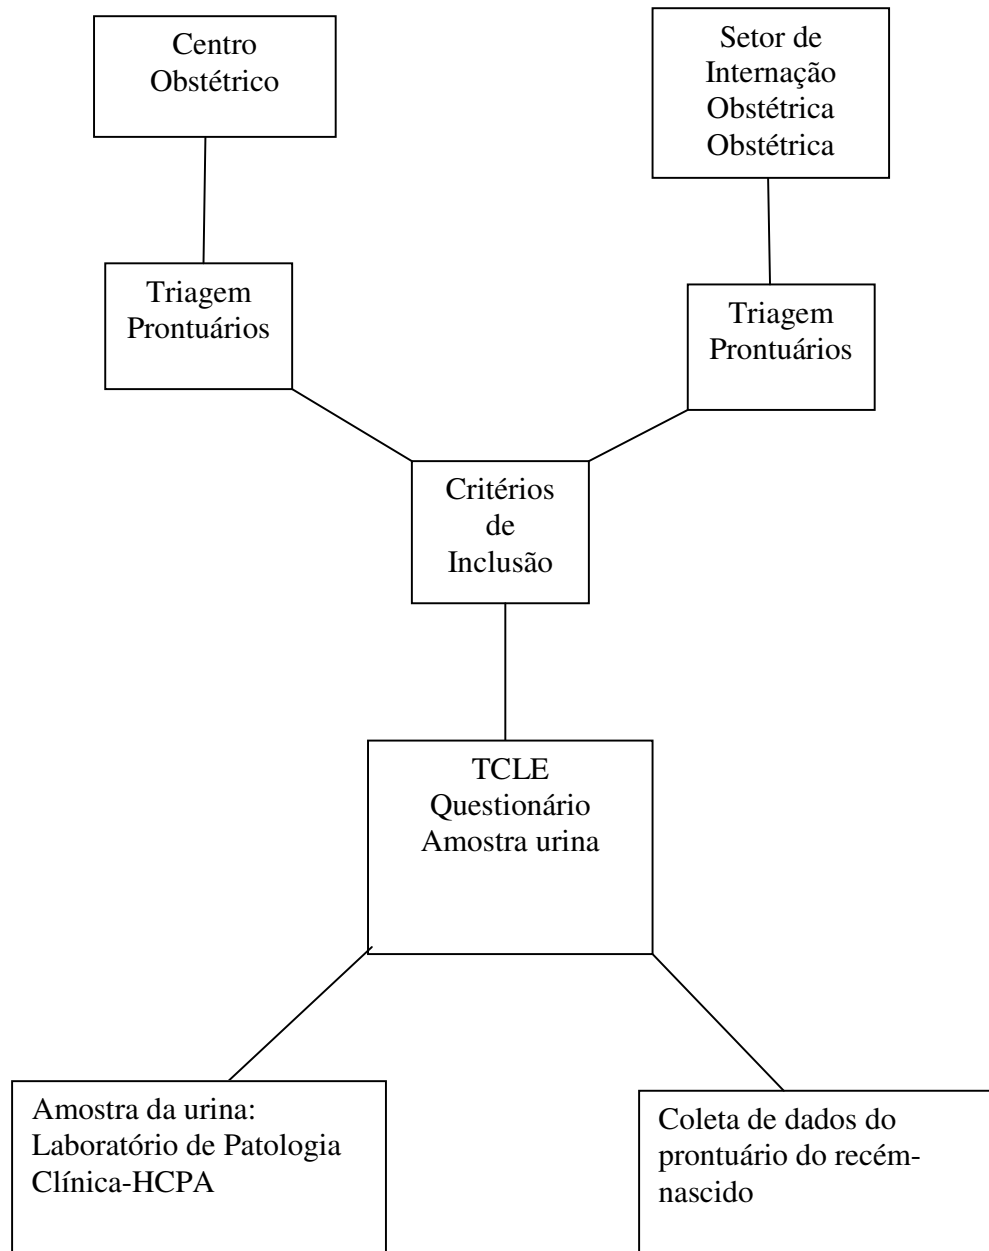 Centro
Obstétrico
Setor de
Internação
Obstétrica
Obstétrica
Triagem
Prontuários
Triagem
Prontuários
Critérios
de
Inclusão
TCLE
Questionário
Amostra urina
Amostra da urina:
Laboratório de Patologia
Clínica-HCPA
Coleta de dados do
prontuário do recém-
nascido